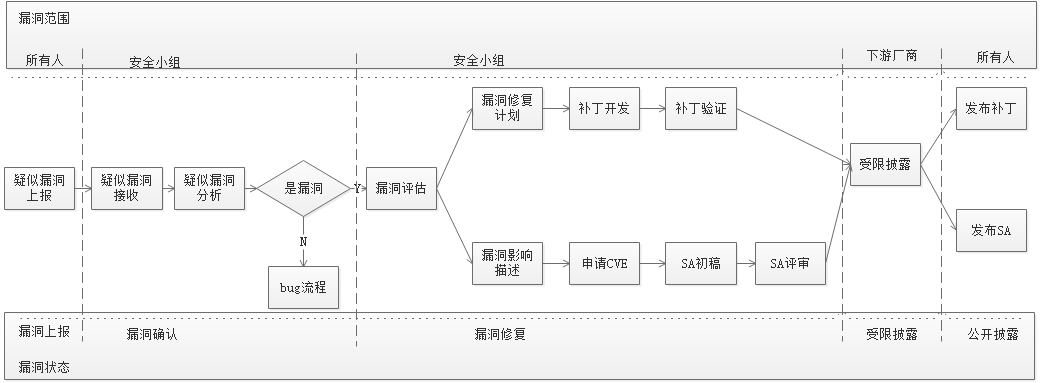 漏洞范围
所有人
安全小组
安全小组
下游厂商
所有人
漏洞修复
计划
补丁开发
补丁验证
发布补丁
疑似漏洞
上报
疑似漏洞
接收
疑似漏洞
分析
是漏洞
Y
漏洞评估
受限披露
N
bug流程
漏洞影响
描述
申请CVE
SA初稿
SA评审
发布SA
漏洞上报
漏洞确认
漏洞修复
受限披露
公开披露
漏洞状态